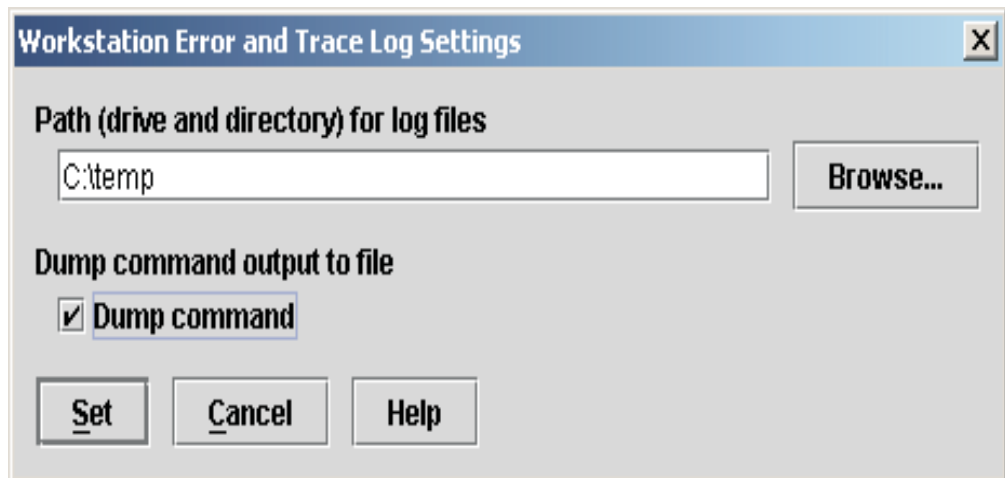 Workstation Error and Trace Log Settings
Path (drive and directory) for log files
C:\temp
Browse...
Dump command output to file
Dump command
Set
Cancel
Help